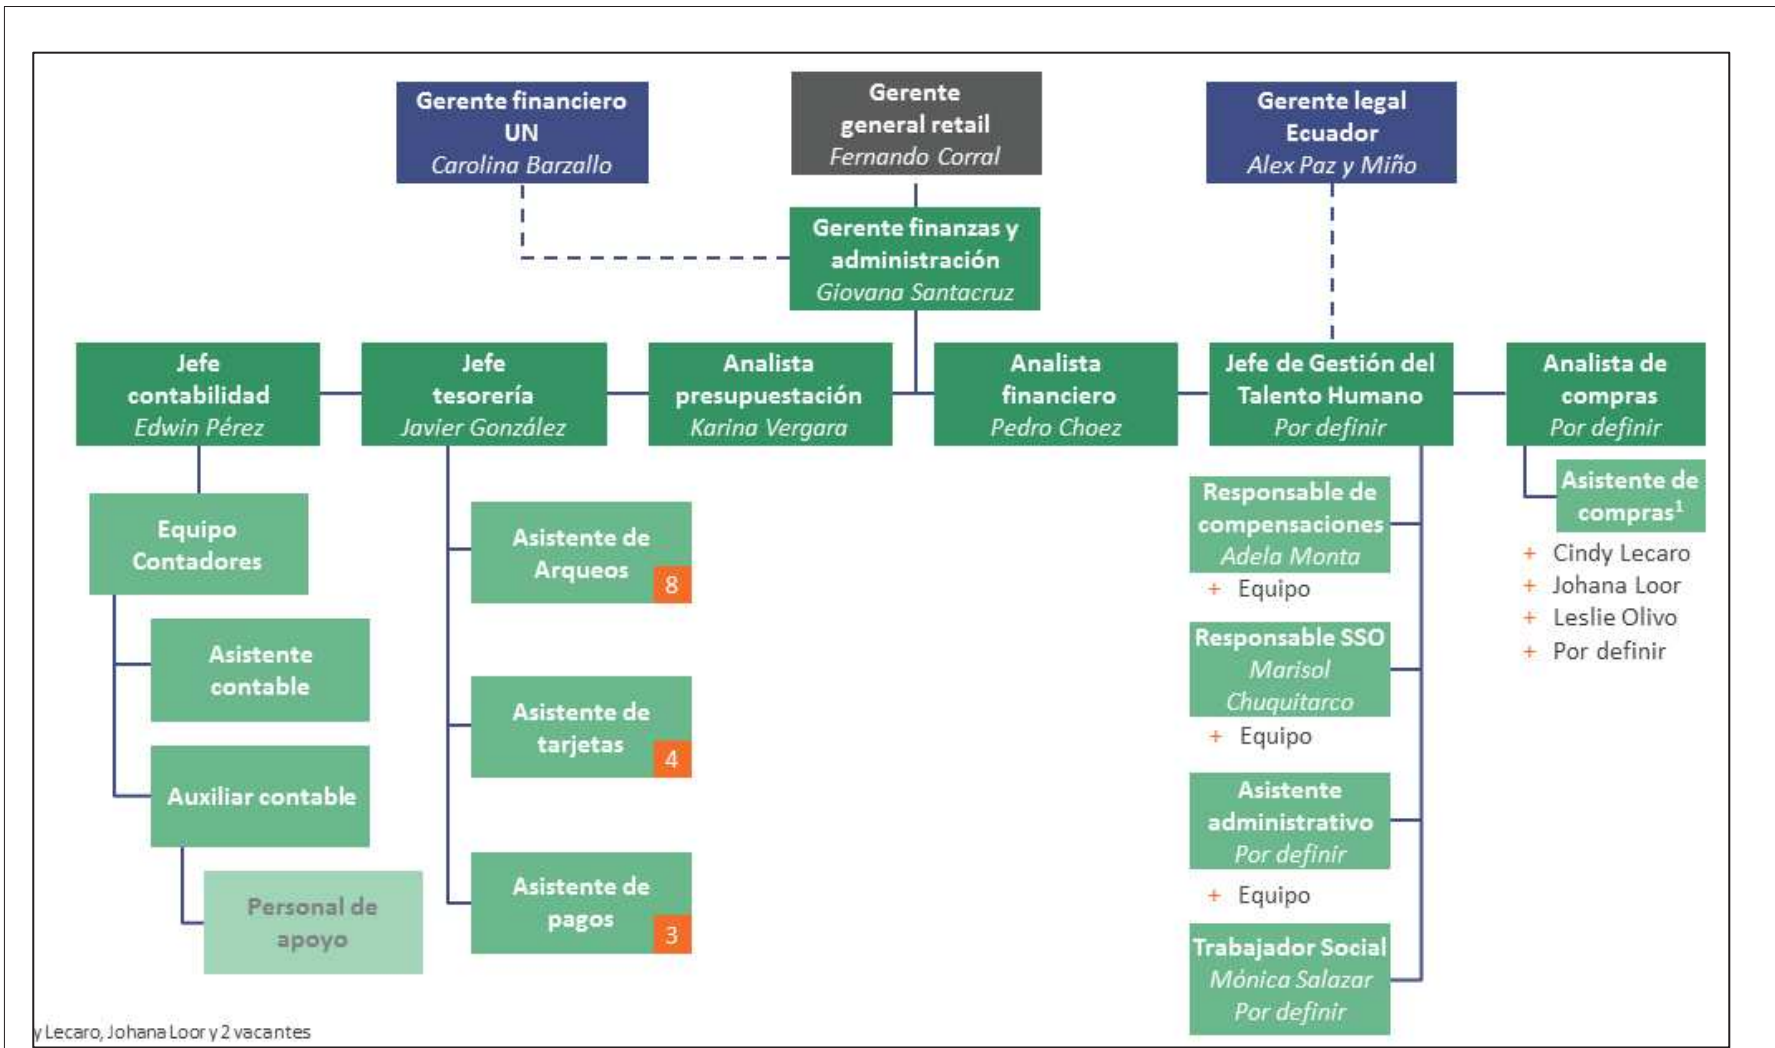 Gerente financiero
UN
Carolina Barzallo
Gerente
general retail
Fernando Corral
Gerente legal
Ecuador
Alex Paz y Miño
Gerente finanzas y
administración
Giovana Santacruz
Jefe
contabilidad
Edwin Pérez
Jefe
tesorería
Javier González
Analista
presupuestación
Karina Vergara
Analista
financiero
Pedro Choez
Jefe de Gestión del
Talento Humano
Por definir
Analista de
compras
Por definir
Equipo
Contadores
Asistente
contable
Auxiliar contable
Personal de
apoyo
Asistente de
Arqueos
8
Asistente de
tarjetas
4
Asistente de
pagos
3
Responsable de
compensaciones
Adela Monta
+ Equipo
Responsable SSO
Marisol
Chuquitarco
+ Equipo
Asistente
administrativo
Por definir
+ Equipo
Trabajador Social
Mónica Salazar
Por definir
Asistente de
compras¹
+ Cindy Lecaro
+ Johana Loor
+ Leslie Olivo
+ Por definir
y Lecaro, Johana Loor y 2 vacantes